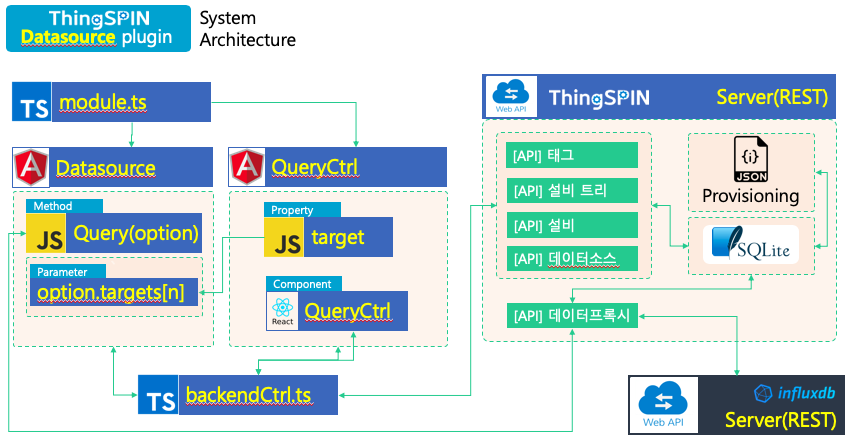 ThingSPIN
Datasource plugin
System
Architecture
TS
module.ts
Datasource
QueryCtrl
Method
JS
Query(option)
Parameter
option.targets[n]
Property
JS
target
Component
React
QueryCtrl
TS
backendCtrl.ts
Web API
ThingSPIN
Server(REST)
[API] 태그
[API] 설비 트리
[API] 설비
[API] 데이터소스
[API] 데이터프록시
{i}
JSON
Provisioning
SQLite
Web API
influxdb
Server(REST)